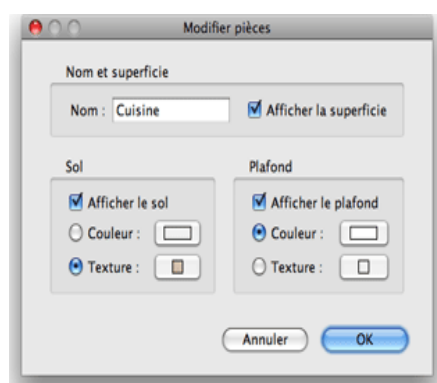 Modifier pièces
Nom et superficie
Nom : Cuisine
Afficher la superficie
Sol
Afficher le sol
Couleur :
Texture :
Plafond
Afficher le plafond
Couleur :
Texture :
Annuler
OK